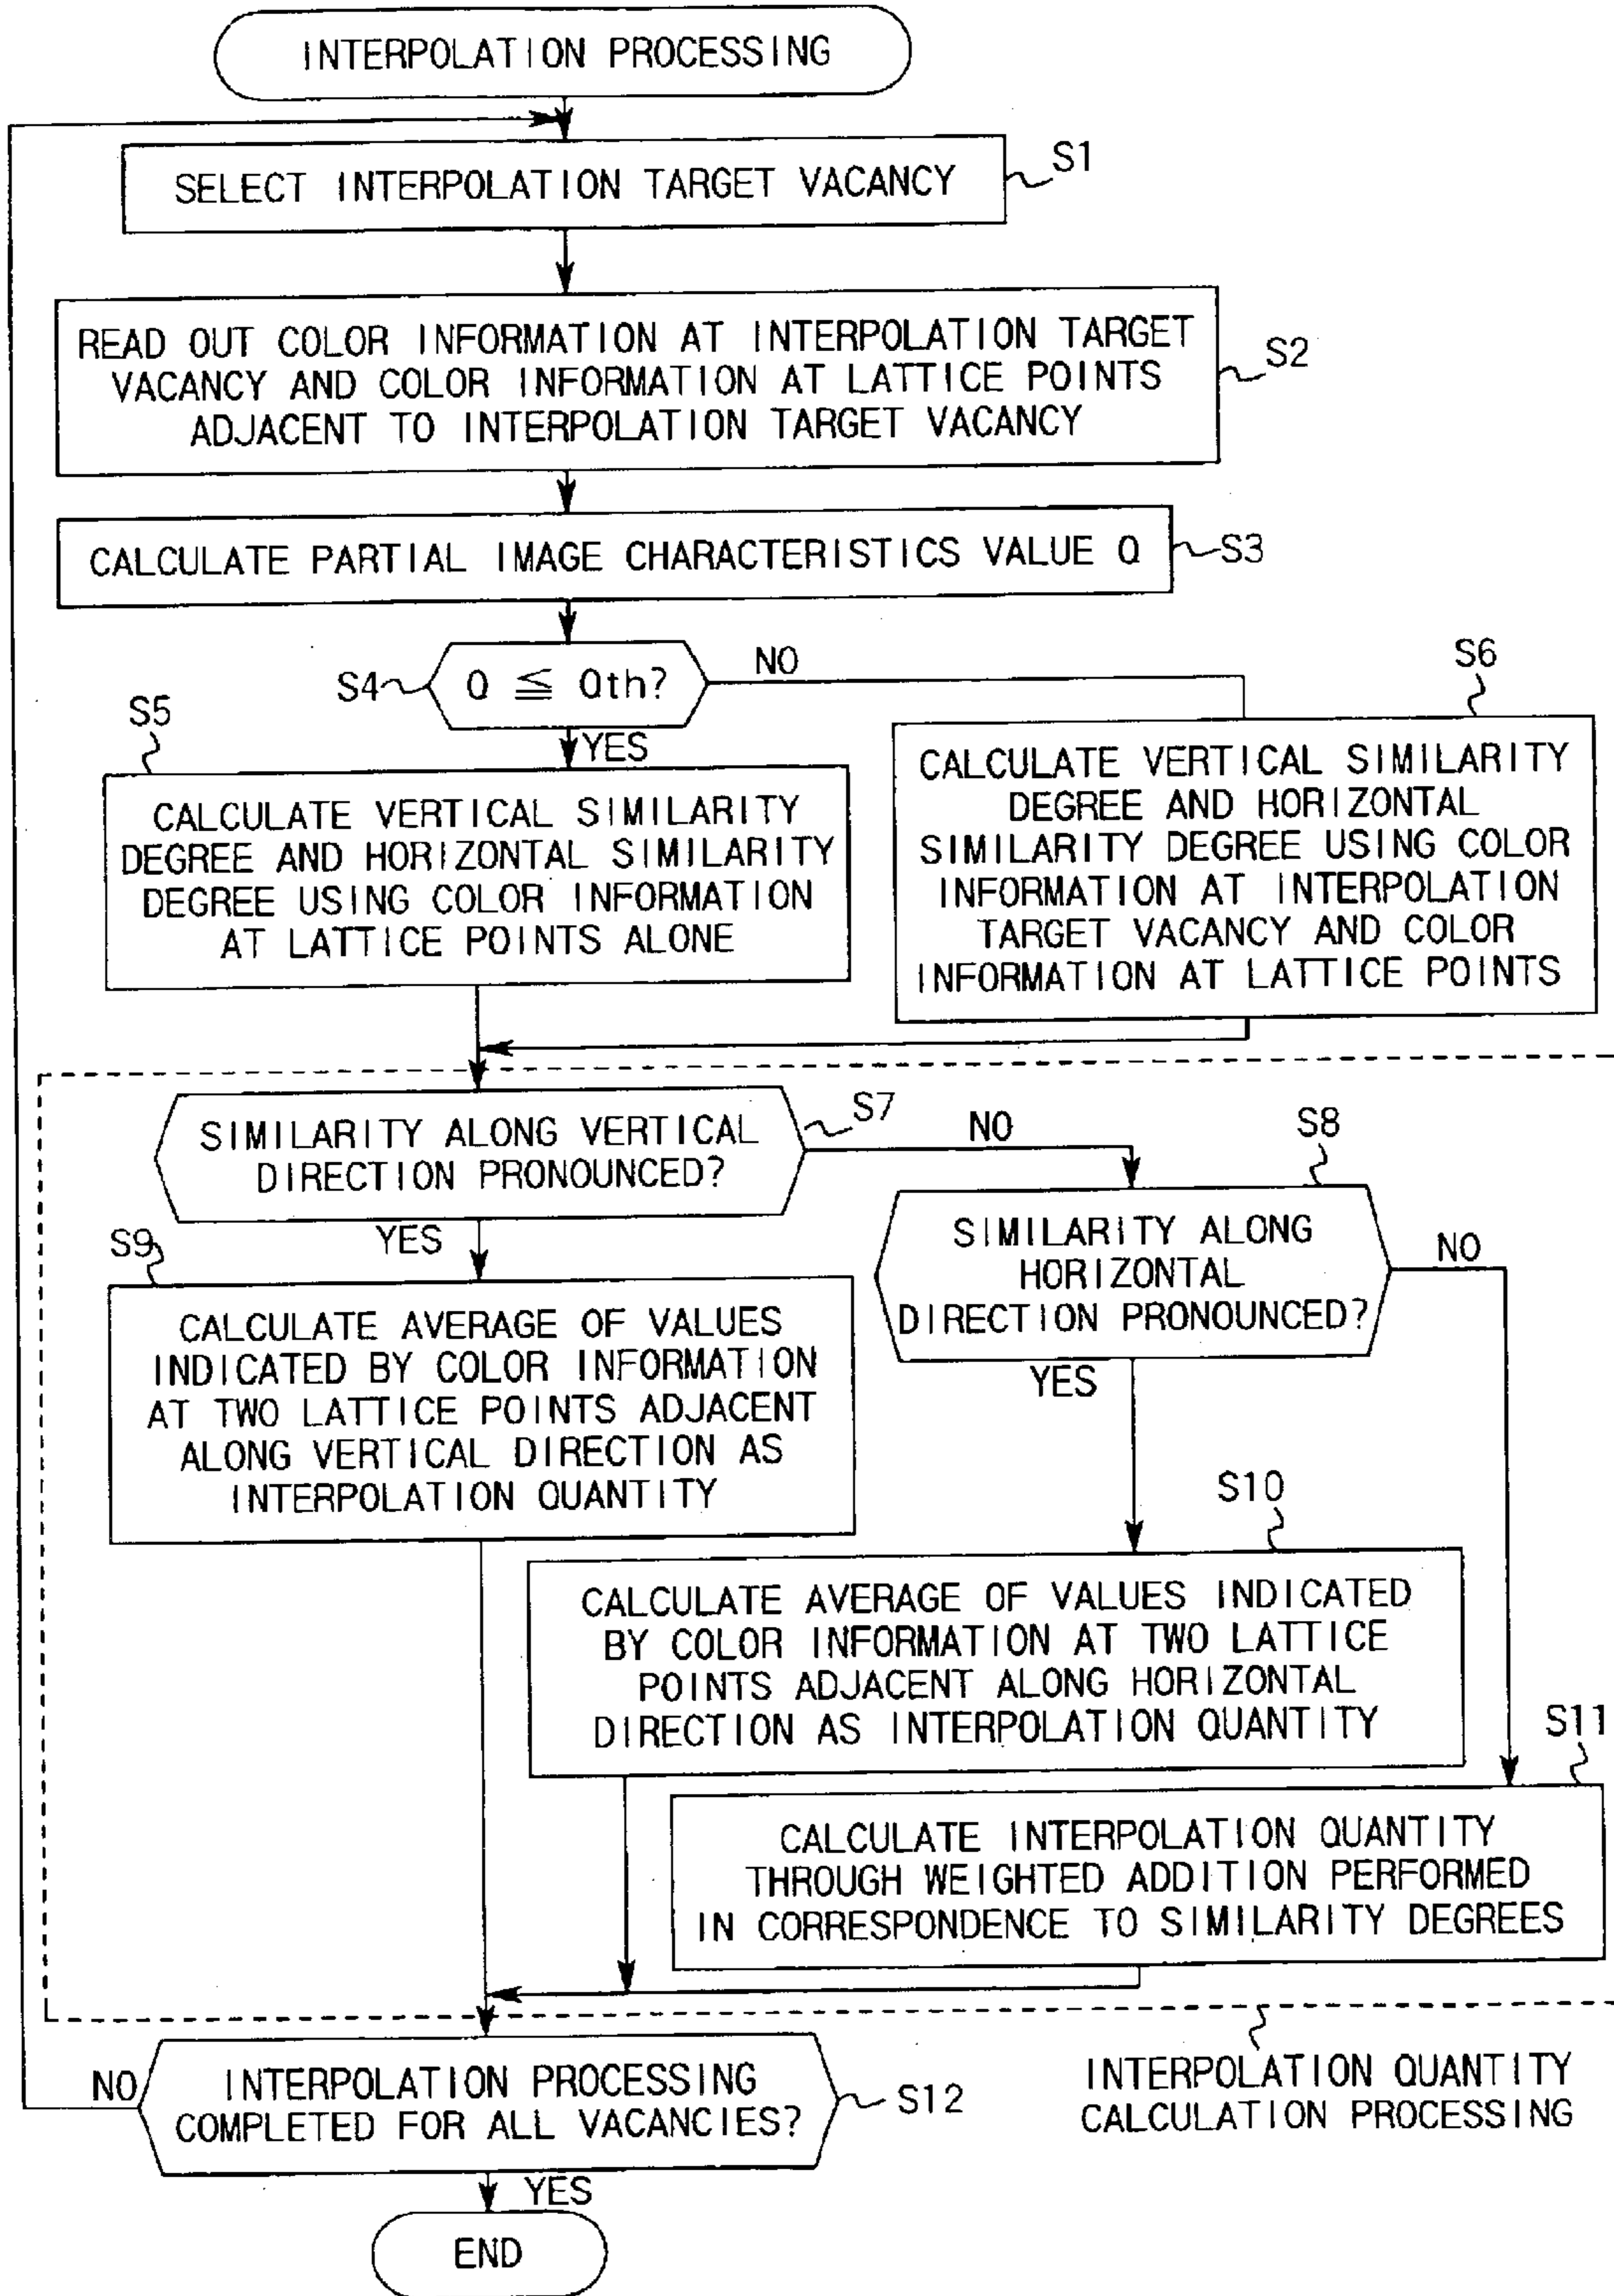 INTERPOLATION PROCESSING
SELECT INTERPOLATION TARGET VACANCY
S1
READ OUT COLOR INFORMATION AT INTERPOLATION TARGET
VACANCY AND COLOR INFORMATION AT LATTICE POINTS
ADJACENT TO INTERPOLATION TARGET VACANCY
S2
CALCULATE PARTIAL IMAGE CHARACTERISTICS VALUE Q
S3
S4
Q ≦ Qth?
NO
YES
S5
CALCULATE VERTICAL SIMILARITY
DEGREE AND HORIZONTAL SIMILARITY
DEGREE USING COLOR INFORMATION
AT LATTICE POINTS ALONE
S6
CALCULATE VERTICAL SIMILARITY
DEGREE AND HORIZONTAL
SIMILARITY DEGREE USING COLOR
INFORMATION AT INTERPOLATION
TARGET VACANCY AND COLOR
INFORMATION AT LATTICE POINTS
SIMILARITY ALONG VERTICAL
DIRECTION PRONOUNCED?
S7
NO
YES
S8
SIMILARITY ALONG
HORIZONTAL
DIRECTION PRONOUNCED?
NO
YES
S9
CALCULATE AVERAGE OF VALUES
INDICATED BY COLOR INFORMATION
AT TWO LATTICE POINTS ADJACENT
ALONG VERTICAL DIRECTION AS
INTERPOLATION QUANTITY
S10
CALCULATE AVERAGE OF VALUES INDICATED
BY COLOR INFORMATION AT TWO LATTICE
POINTS ADJACENT ALONG HORIZONTAL
DIRECTION AS INTERPOLATION QUANTITY
S11
CALCULATE INTERPOLATION QUANTITY
THROUGH WEIGHTED ADDITION PERFORMED
IN CORRESPONDENCE TO SIMILARITY DEGREES
INTERPOLATION QUANTITY
CALCULATION PROCESSING
NO
INTERPOLATION PROCESSING
COMPLETED FOR ALL VACANCIES?
S12
YES
END